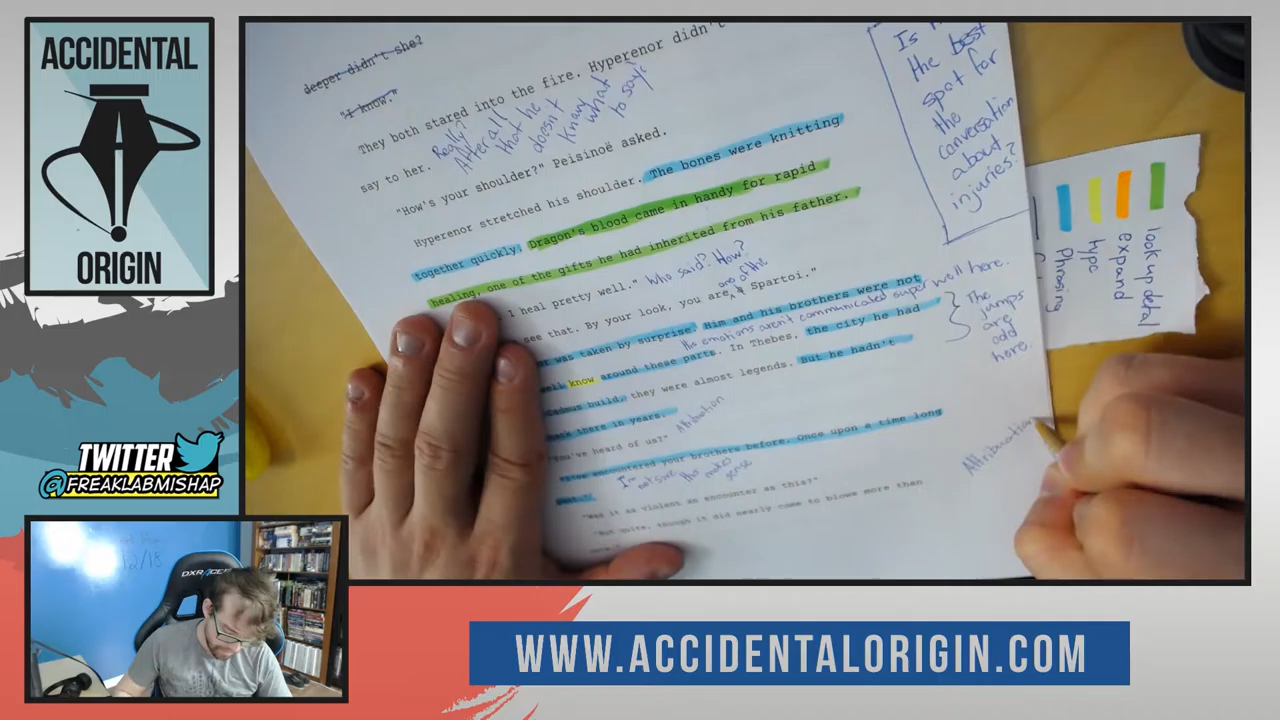 ACCIDENTAL
ORIGIN
TWITTER
@FREAKLABMISHAP
DXRACER
12/18
deeper didn't she?
"I know."
They both stared into the fire. Hyperenor didn't
say to her.
Really?
After all
that he
doesn't
know
what
to say?
"How's your shoulder?" Peisinoë asked.
Hyperenor stretched his shoulder. The bones were knitting
together quickly. Dragon's blood came in handy for rapid
healing, one of the gifts he had inherited from his father.
I heal pretty well." Who said? How?
one of the
see that. By your look, you are ^ Spartoi."
was taken by surprise. Him and his brothers were not
the emotions aren't communicated super well here.
well know around these parts. In Thebes, the city he had
Cadmus build, they were almost legends. But he hadn't
back there in years.
"You've heard of us?" Attribution
encountered your brothers before. Once upon a time long
I'm not sure this makes sense
"Was it as violent an encounter as this?"
"Not quite, though it did nearly come to blows more than
Is
the best
spot for
the
conversation
about
injuries?
The
jumps
are
odd
here.
Attribution
look up detail
expand
hype
Phrasing
WWW.ACCIDENTALORIGIN.COM